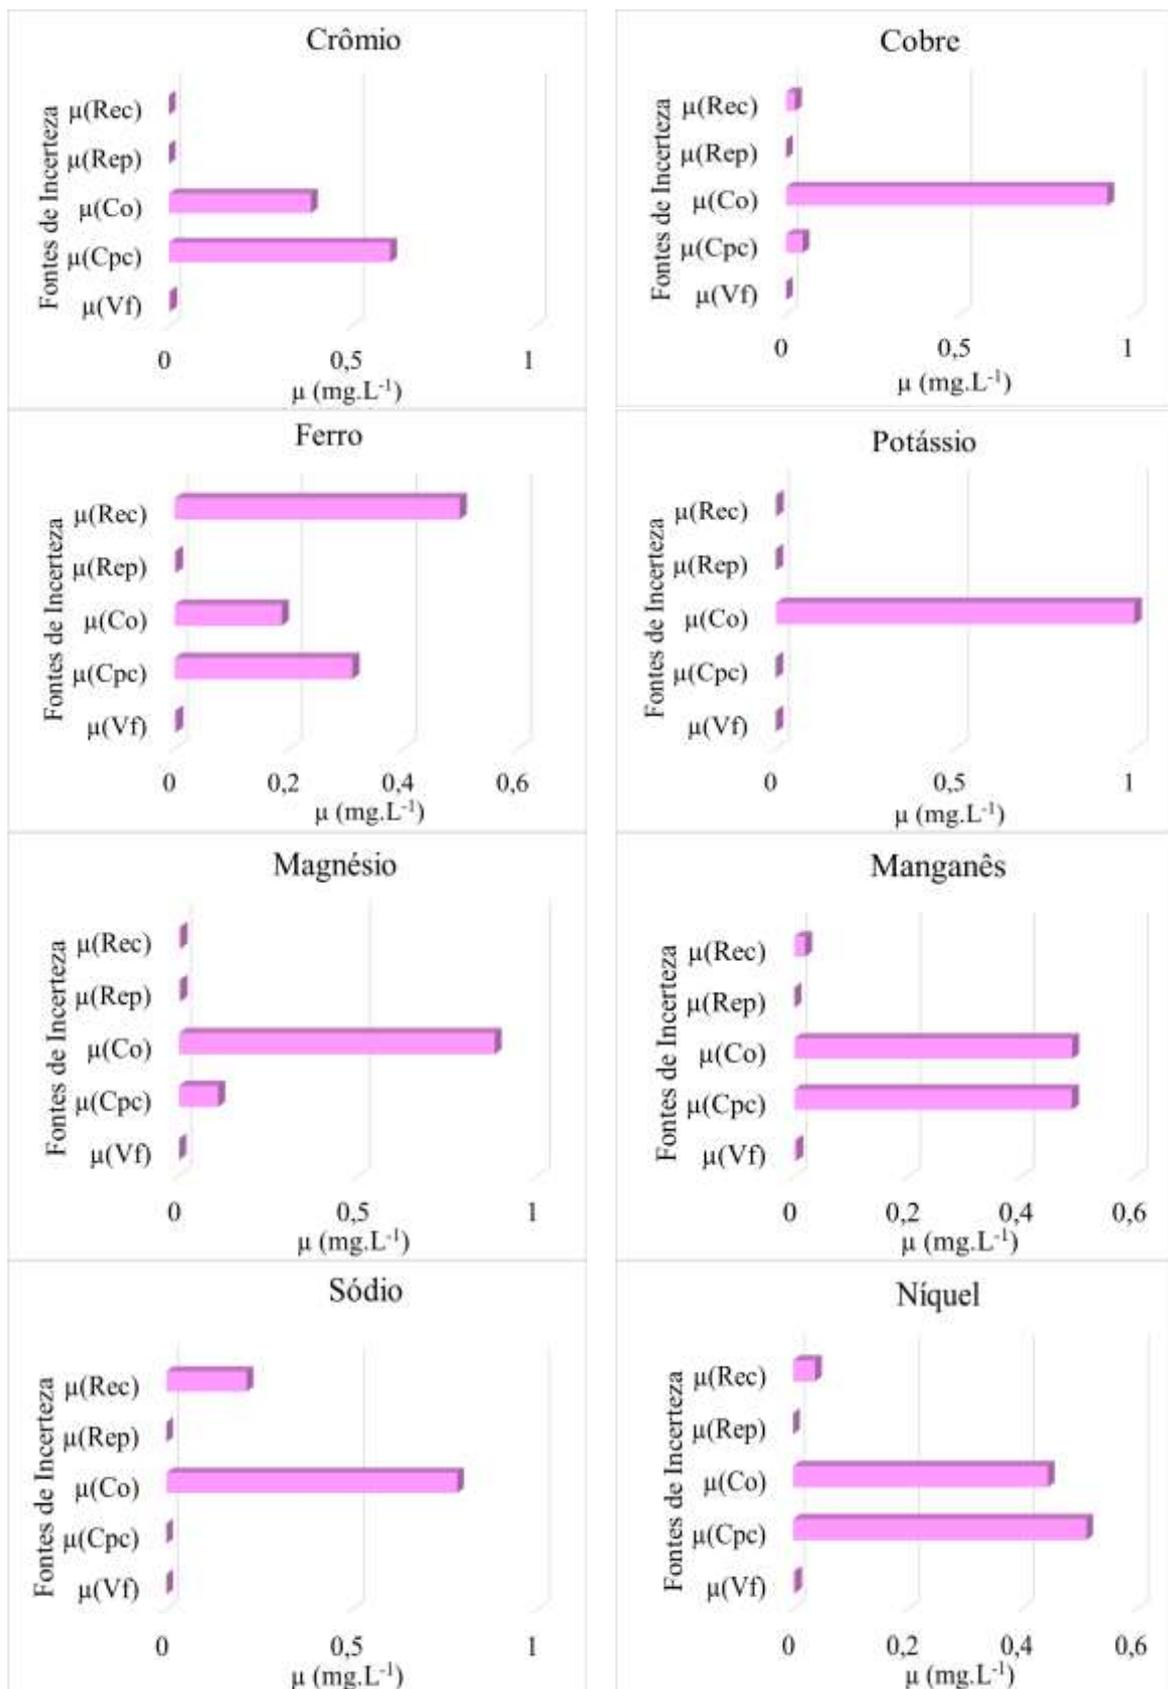 Crômio
Fontes de Incerteza
μ(Rec)
μ(Rep)
μ(Co)
μ(Cpc)
μ(Vf)
0 0,5 1
μ (mg.L⁻¹)
Cobre
Fontes de Incerteza
μ(Rec)
μ(Rep)
μ(Co)
μ(Cpc)
μ(Vf)
0 0,5 1
μ (mg.L⁻¹)
Ferro
Fontes de Incerteza
μ(Rec)
μ(Rep)
μ(Co)
μ(Cpc)
μ(Vf)
0 0,2 0,4 0,6
μ (mg.L⁻¹)
Potássio
Fontes de Incerteza
μ(Rec)
μ(Rep)
μ(Co)
μ(Cpc)
μ(Vf)
0 0,5 1
μ (mg.L⁻¹)
Magnésio
Fontes de Incerteza
μ(Rec)
μ(Rep)
μ(Co)
μ(Cpc)
μ(Vf)
0 0,5 1
μ (mg.L⁻¹)
Manganês
Fontes de Incerteza
μ(Rec)
μ(Rep)
μ(Co)
μ(Cpc)
μ(Vf)
0 0,2 0,4 0,6
μ (mg.L⁻¹)
Sódio
Fontes de Incerteza
μ(Rec)
μ(Rep)
μ(Co)
μ(Cpc)
μ(Vf)
0 0,5 1
μ (mg.L⁻¹)
Níquel
Fontes de Incerteza
μ(Rec)
μ(Rep)
μ(Co)
μ(Cpc)
μ(Vf)
0 0,2 0,4 0,6
μ (mg.L⁻¹)